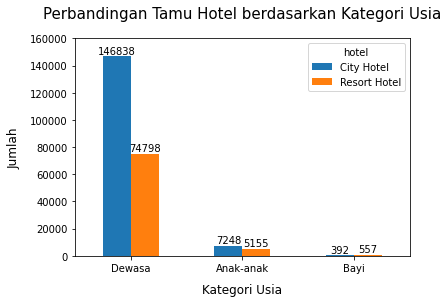 Perbandingan Tamu Hotel berdasarkan Kategori Usia
160000
140000
120000
100000
80000
60000
40000
20000
0
Jumlah
hotel
City Hotel
Resort Hotel
146838
74798
7248
5155
392
557
Dewasa
Anak-anak
Bayi
Kategori Usia